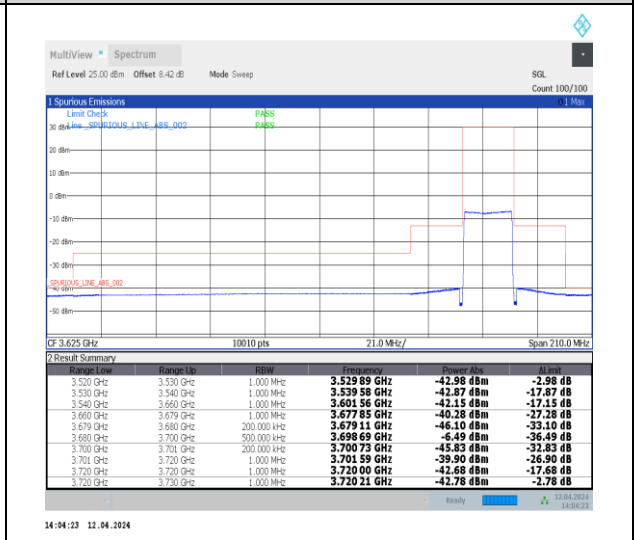 MultiView Spectrum
Ref Level 25.00 dBm Offset 8.42 dB Mode Sweep SGL
Count 100/100
1 Spurious Emissions 1 Max
Limit Check PASS
30 dBm Line _SPURIOUS_LINE_ABS_002 PASS
20 dBm
10 dBm
0 dBm
-10 dBm
-20 dBm
-30 dBm
SPURIOUS_LINE_ABS_002
-40 dBm
-50 dBm
CF 3.625 GHz 10010 pts 21.0 MHz/ Span 210.0 MHz
2 Result Summary
Range Low Range Up RBW Frequency Power Abs ΔLimit
3.520 GHz 3.530 GHz 1.000 MHz 3.529 89 GHz -42.98 dBm -2.98 dB
3.530 GHz 3.540 GHz 1.000 MHz 3.539 58 GHz -42.87 dBm -17.87 dB
3.540 GHz 3.660 GHz 1.000 MHz 3.601 56 GHz -42.15 dBm -17.15 dB
3.660 GHz 3.679 GHz 1.000 MHz 3.677 85 GHz -40.28 dBm -27.28 dB
3.679 GHz 3.680 GHz 200.000 kHz 3.679 11 GHz -46.10 dBm -33.10 dB
3.680 GHz 3.700 GHz 500.000 kHz 3.698 69 GHz -6.49 dBm -36.49 dB
3.700 GHz 3.701 GHz 200.000 kHz 3.700 73 GHz -45.83 dBm -32.83 dB
3.701 GHz 3.720 GHz 1.000 MHz 3.701 59 GHz -39.90 dBm -26.90 dB
3.720 GHz 3.720 GHz 1.000 MHz 3.720 00 GHz -42.68 dBm -17.68 dB
3.720 GHz 3.730 GHz 1.000 MHz 3.720 21 GHz -42.78 dBm -2.78 dB
Ready 12.04.2024
14:04:23
14:04:23 12.04.2024